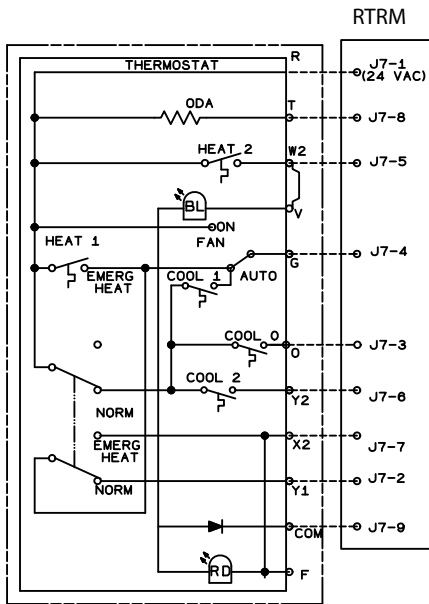 RTRM
R
THERMOSTAT
J7-1
(24 VAC)
ODA
T
J7-8
HEAT 2
W2
J7-5
BL
V
ON
FAN
HEAT 1
G
J7-4
EMERG
HEAT
AUTO
COOL 1
COOL 0
O
J7-3
COOL 2
Y2
J7-6
NORM
X2
J7-7
EMERG
HEAT
NORM
Y1
J7-2
COM
J7-9
RD
F